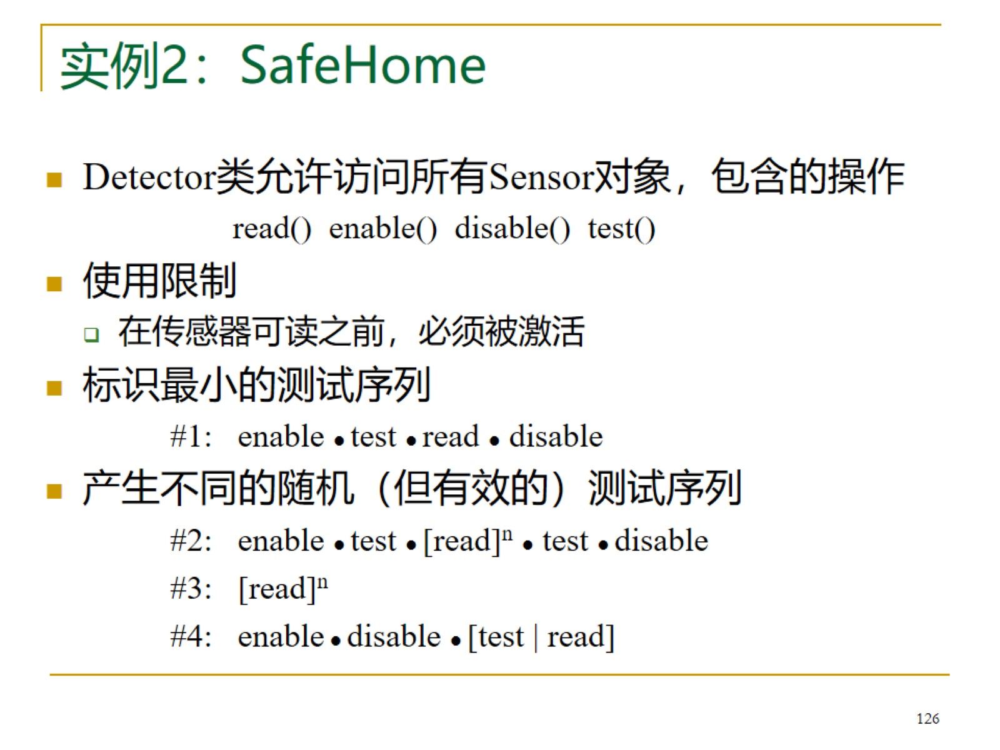 实例2：SafeHome
Detector类允许访问所有Sensor对象，包含的操作
read() enable() disable() test()
使用限制
在传感器可读之前，必须被激活
标识最小的测试序列
#1: enable • test • read • disable
产生不同的随机（但有效的）测试序列
#2: enable • test • [read]ⁿ • test • disable
#3: [read]ⁿ
#4: enable • disable • [test | read]
126